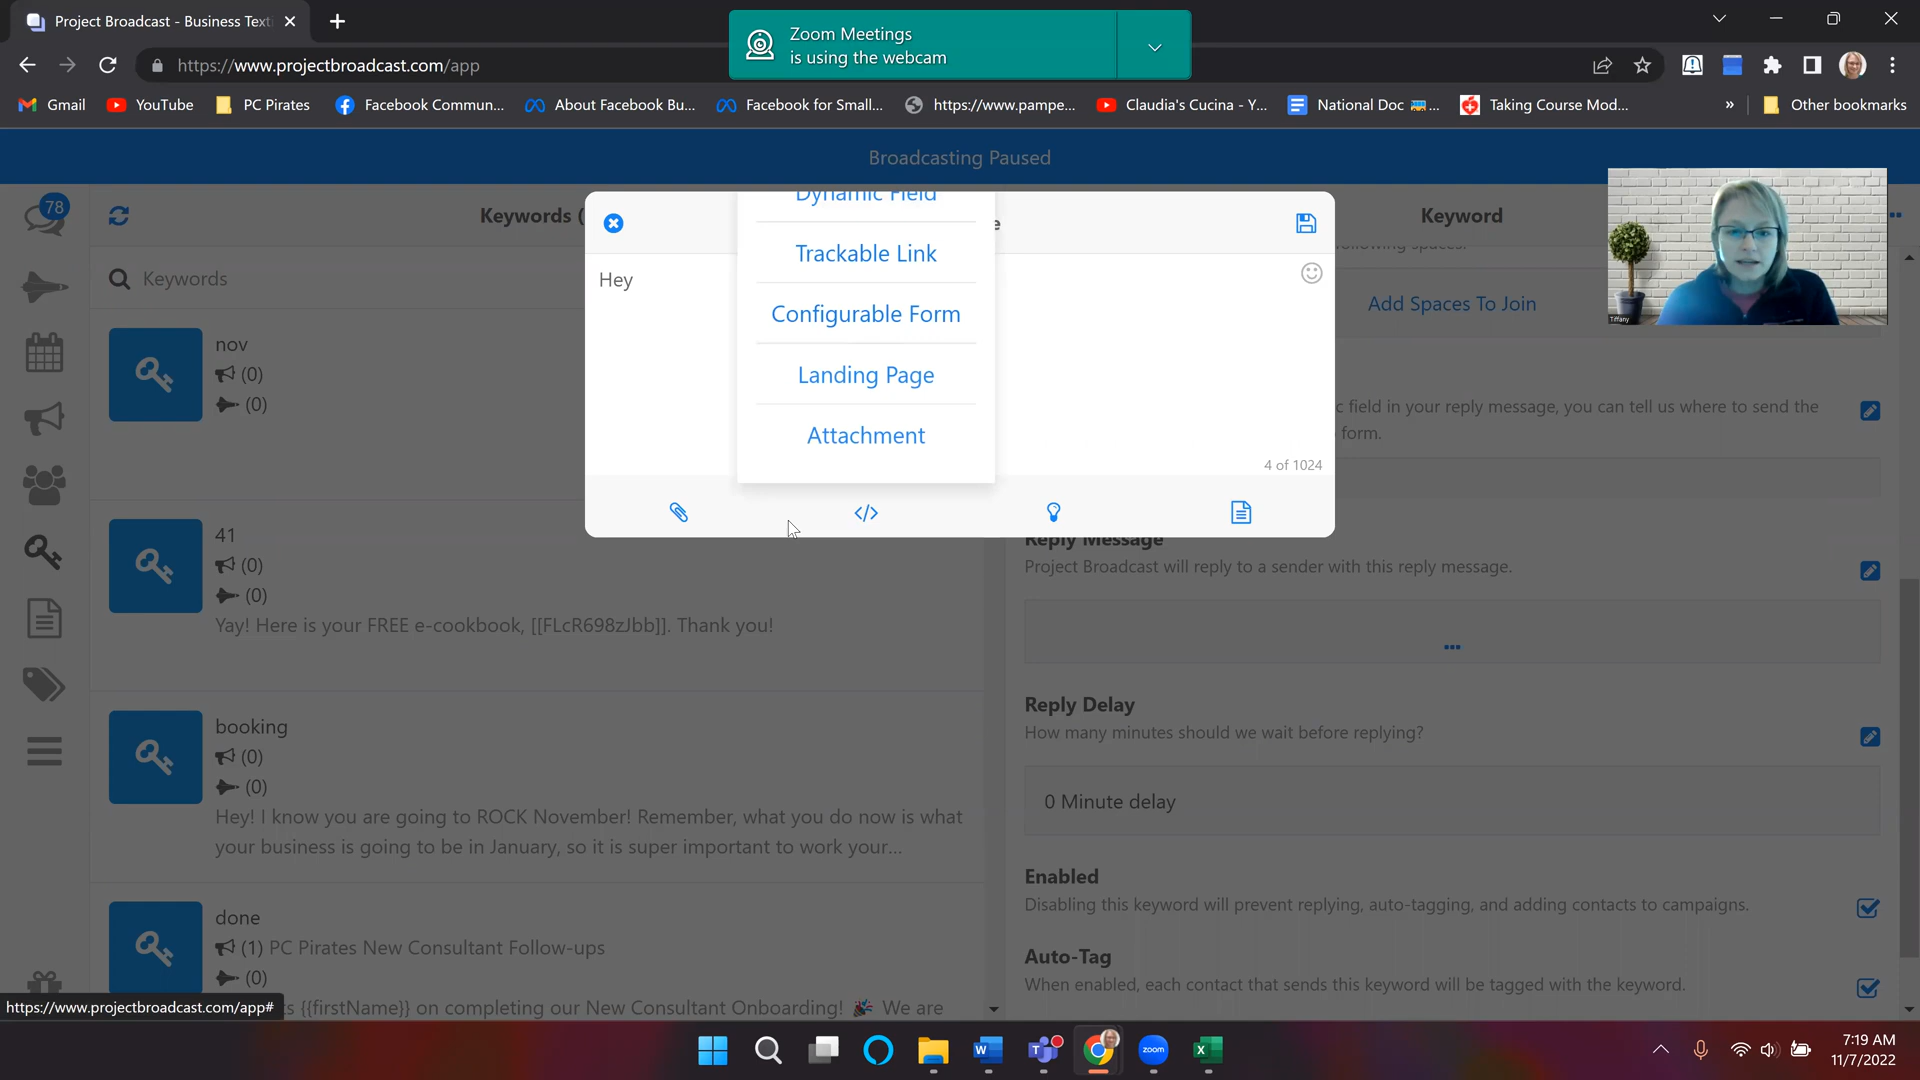 Project Broadcast - Business Texti
Zoom Meetings
is using the webcam
https://www.projectbroadcast.com/app
Gmail
YouTube
PC Pirates
Facebook Commun...
About Facebook Bu...
Facebook for Small...
https://www.pampe...
Claudia's Cucina - Y...
National Doc 🚌...
Taking Course Mod...
»
Other bookmarks
Broadcasting Paused
78
Keywords (
Keywords
nov
(0)
(0)
41
(0)
(0)
Yay! Here is your FREE e-cookbook, [[FLcR698zJbb]]. Thank you!
booking
(0)
(0)
Hey! I know you are going to ROCK November! Remember, what you do now is what
your business is going to be in January, so it is super important to work your...
done
(1) PC Pirates New Consultant Follow-ups
(0)
ts {{firstName}} on completing our New Consultant Onboarding! 🎉 We are
https://www.projectbroadcast.com/app#
e
Hey
Dynamic Field
Trackable Link
Configurable Form
Landing Page
Attachment
4 of 1024
</>
Keyword
following spaces.
Add Spaces To Join
Tiffany
c field in your reply message, you can tell us where to send the
form.
Reply Message
Project Broadcast will reply to a sender with this reply message.
...
Reply Delay
How many minutes should we wait before replying?
0 Minute delay
Enabled
Disabling this keyword will prevent replying, auto-tagging, and adding contacts to campaigns.
Auto-Tag
When enabled, each contact that sends this keyword will be tagged with the keyword.
zoom
7:19 AM
11/7/2022